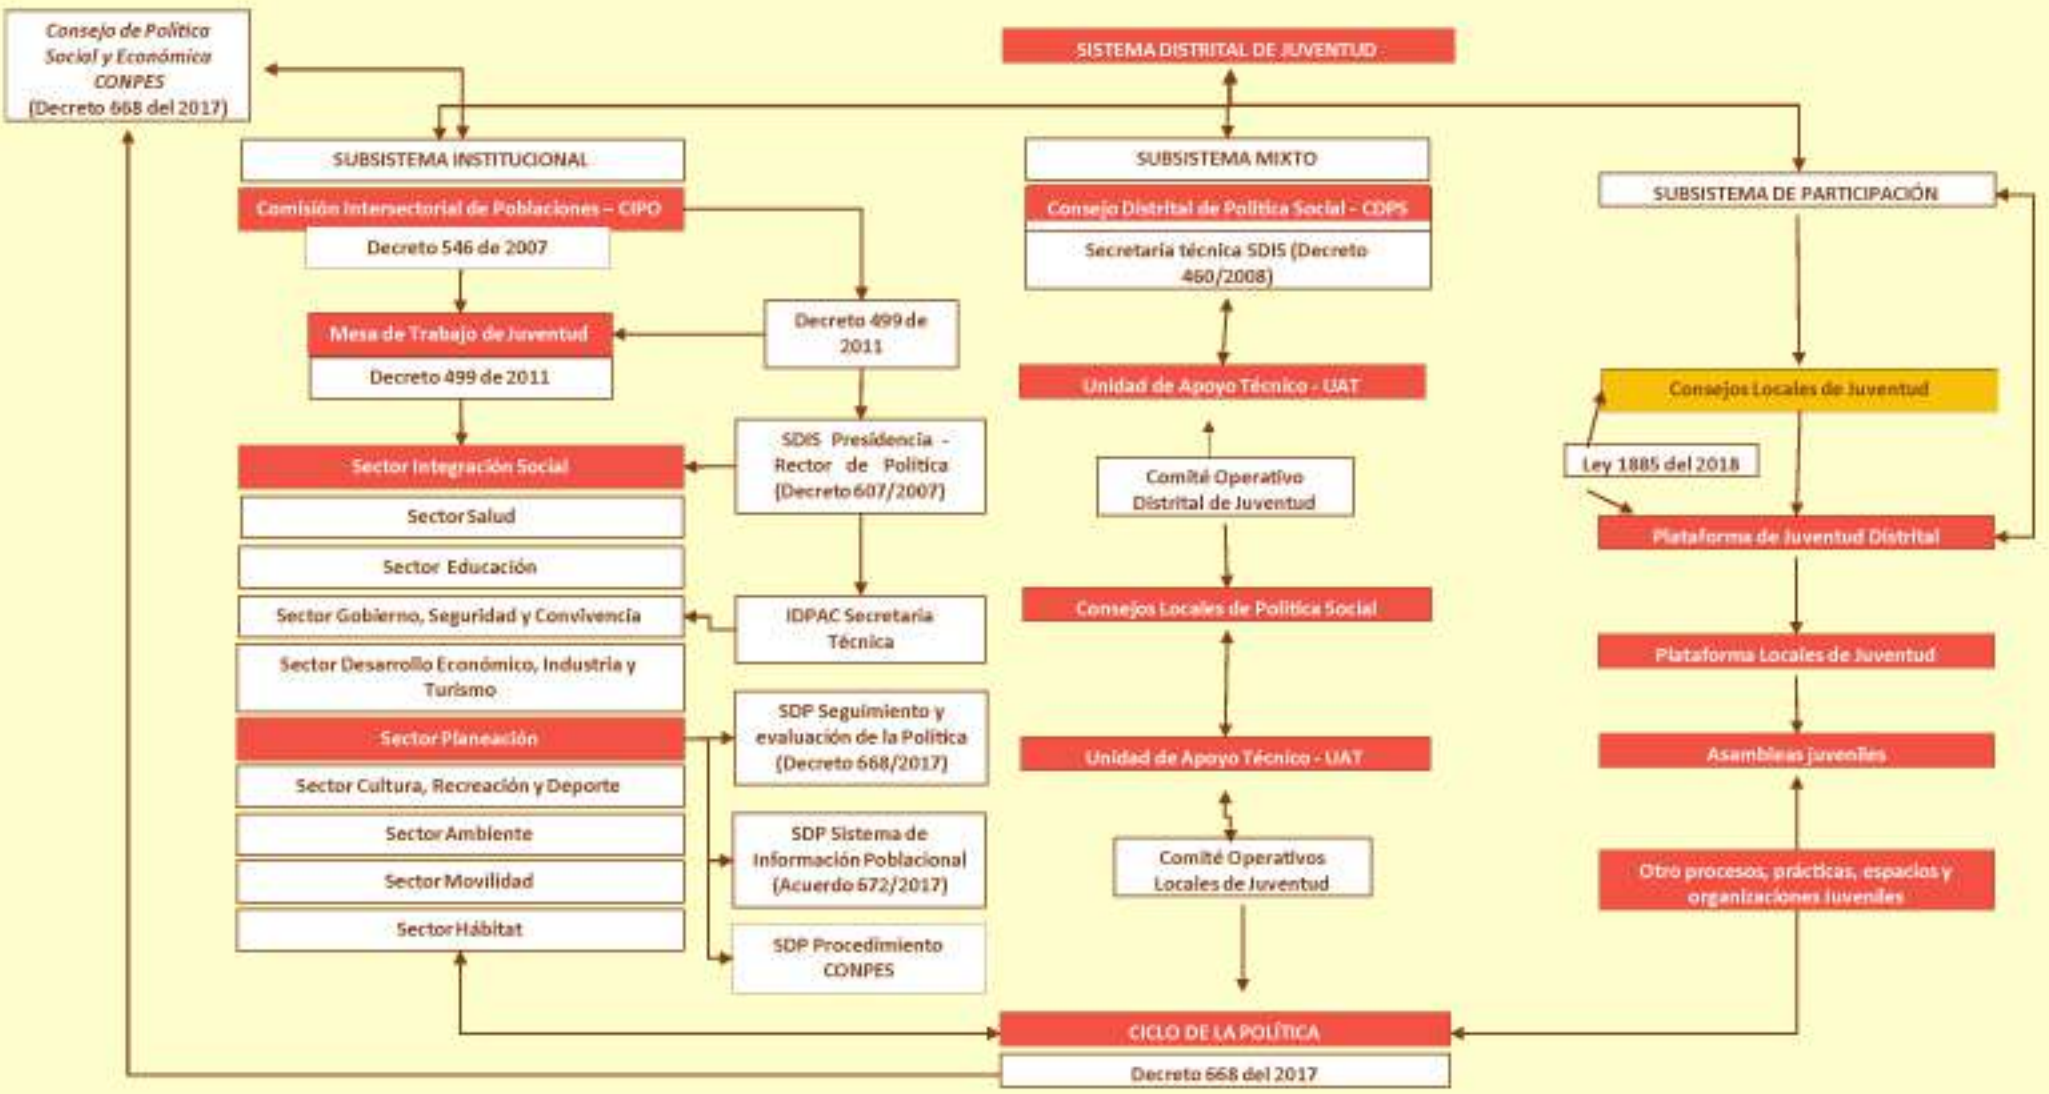 Consejo de Política
Social y Económica
CONPES
(Decreto 668 del 2017)
SISTEMA DISTRITAL DE JUVENTUD
SUBSISTEMA INSTITUCIONAL
Comisión Intersectorial de Poblaciones – CIPO
Decreto 546 de 2007
Mesa de Trabajo de Juventud
Decreto 499 de 2011
Sector Integración Social
Sector Salud
Sector Educación
Sector Gobierno, Seguridad y Convivencia
Sector Desarrollo Económico, Industria y
Turismo
Sector Planeación
Sector Cultura, Recreación y Deporte
Sector Ambiente
Sector Movilidad
Sector Hábitat
Decreto 499 de
2011
SDIS Presidencia -
Rector de Política
(Decreto 607/2007)
IDPAC Secretaria
Técnica
SDP Seguimiento y
evaluación de la Política
(Decreto 668/2017)
SDP Sistema de
Información Poblacional
(Acuerdo 672/2017)
SDP Procedimiento
CONPES
SUBSISTEMA MIXTO
Consejo Distrital de Política Social - CDPS
Secretaria técnica SDIS (Decreto
460/2008)
Unidad de Apoyo Técnico - UAT
Comité Operativo
Distrital de Juventud
Consejos Locales de Política Social
Unidad de Apoyo Técnico - UAT
Comité Operativos
Locales de Juventud
SUBSISTEMA DE PARTICIPACIÓN
Consejos Locales de Juventud
Ley 1885 del 2018
Plataforma de Juventud Distrital
Plataforma Locales de Juventud
Asambleas juveniles
Otro procesos, prácticas, espacios y
organizaciones Juveniles
CICLO DE LA POLÍTICA
Decreto 668 del 2017